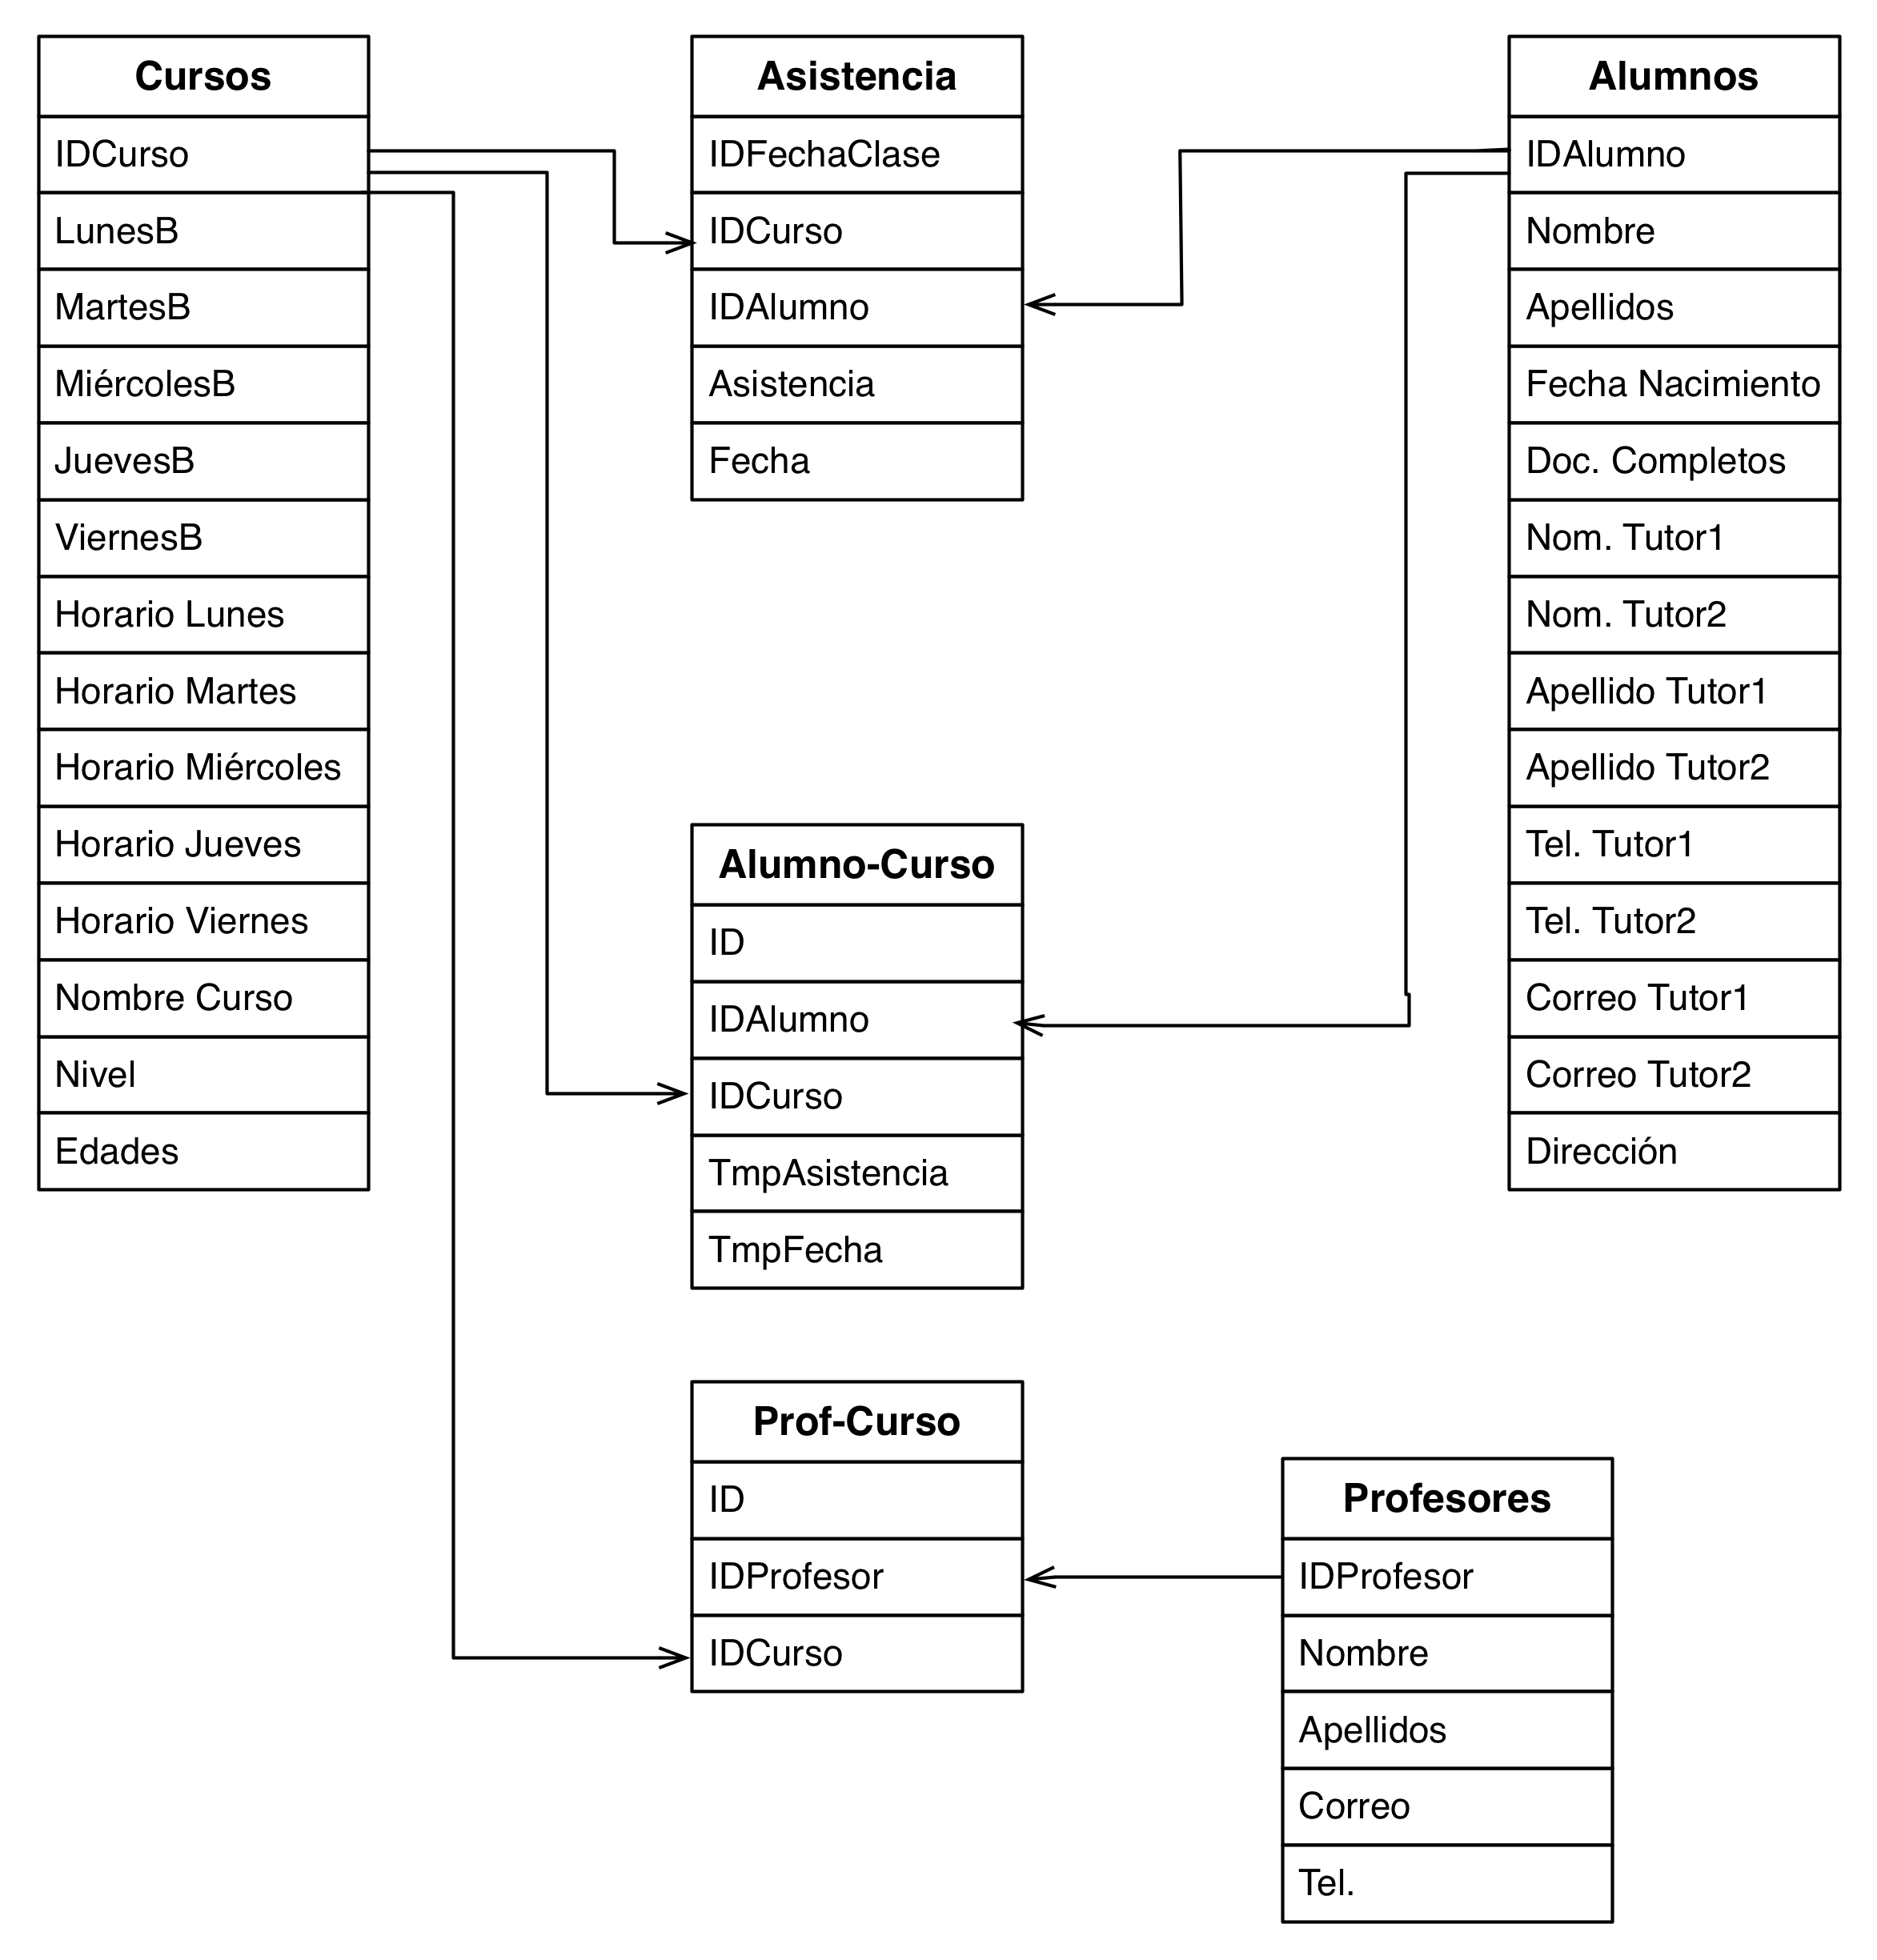 Cursos
IDCurso
LunesB
MartesB
MiércolesB
JuevesB
ViernesB
Horario Lunes
Horario Martes
Horario Miércoles
Horario Jueves
Horario Viernes
Nombre Curso
Nivel
Edades
Asistencia
IDFechaClase
IDCurso
IDAlumno
Asistencia
Fecha
Alumno-Curso
ID
IDAlumno
IDCurso
TmpAsistencia
TmpFecha
Prof-Curso
ID
IDProfesor
IDCurso
Alumnos
IDAlumno
Nombre
Apellidos
Fecha Nacimiento
Doc. Completos
Nom. Tutor1
Nom. Tutor2
Apellido Tutor1
Apellido Tutor2
Tel. Tutor1
Tel. Tutor2
Correo Tutor1
Correo Tutor2
Dirección
Profesores
IDProfesor
Nombre
Apellidos
Correo
Tel.